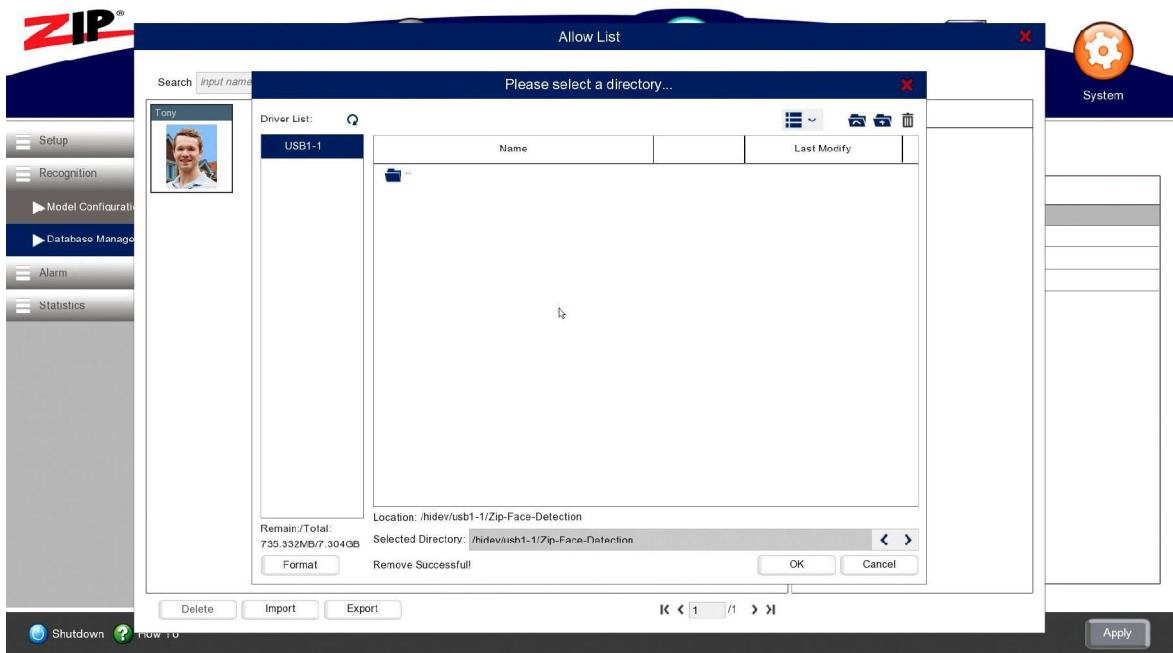 ZIP®
Allow List
System
Search input name
Please select a directory...
Tony
Driver List:
USB1-1
Name
Last Modify
..
Setup
Recognition
Model Configurati
Database Manage
Alarm
Statistics
Location: /hidev/usb1-1/Zip-Face-Detection
Remain:/Total:
735.332MB/7.304GB
Selected Directory: /hidev/usb1-1/Zip-Face-Detection
Format
Remove Successful!
OK
Cancel
Delete
Import
Export
1 /1
Shutdown
How To
Apply